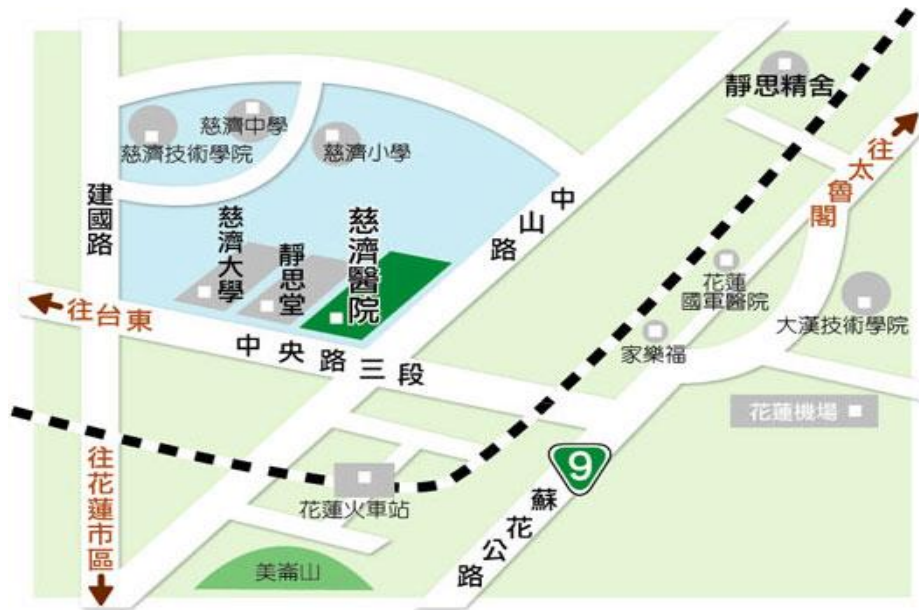 靜思精舍
慈濟中學
慈濟技術學院
慈濟小學
往太魯閣
中山路
建國路
慈濟大學
靜思堂
慈濟醫院
花蓮
國軍醫院
大漢技術學院
往台東
中央路三段
家樂福
花蓮機場
往花蓮市區
9
蘇花公路
花蓮火車站
美崙山